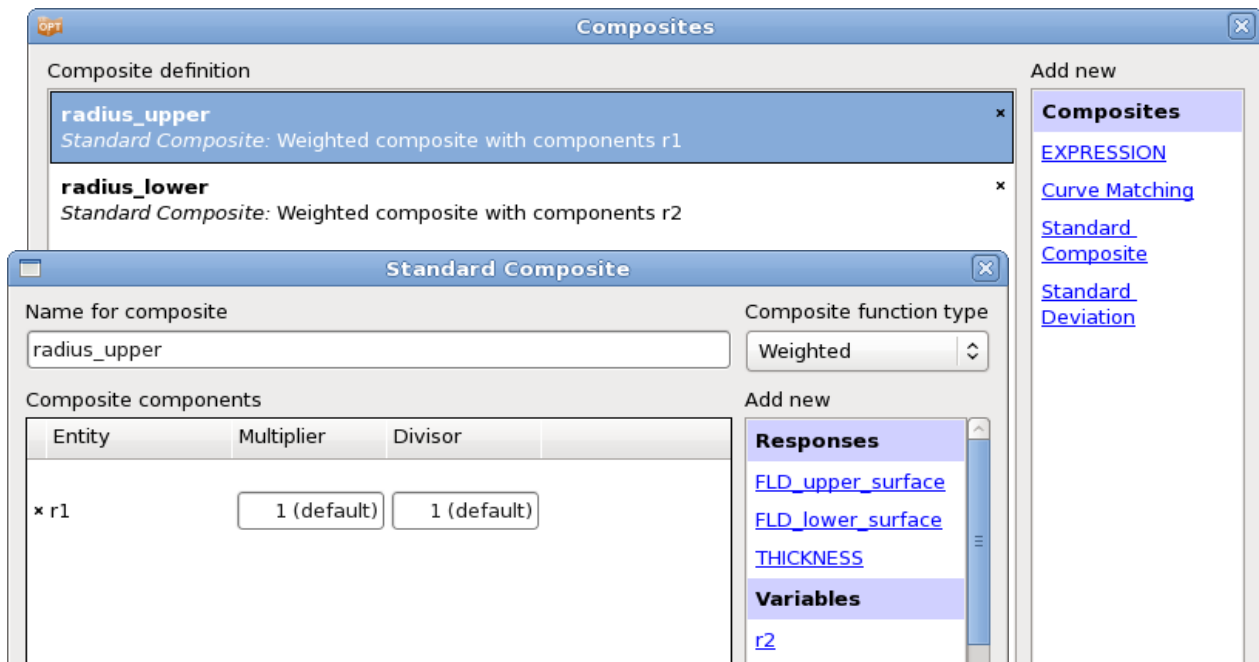 OPT
Composites
Composite definition
Add new
radius_upper
Standard Composite: Weighted composite with components r1
radius_lower
Standard Composite: Weighted composite with components r2
Composites
EXPRESSION
Curve Matching
Standard
Composite
Standard
Deviation
Standard Composite
Name for composite
Composite function type
radius_upper
Weighted
Composite components
Add new
Entity Multiplier Divisor
r1 1 (default) 1 (default)
Responses
FLD_upper_surface
FLD_lower_surface
THICKNESS
Variables
r2